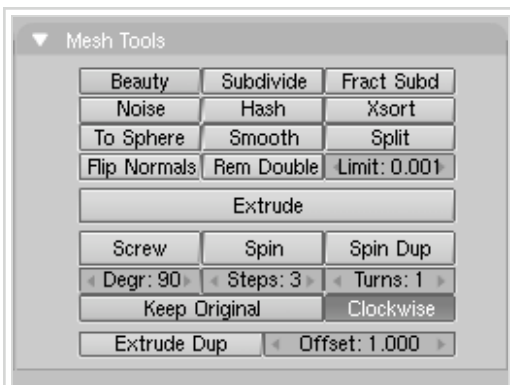 Mesh Tools
Beauty Subdivide Fract Subd
Noise Hash Xsort
To Sphere Smooth Split
Flip Normals Rem Double Limit: 0.001
Extrude
Screw Spin Spin Dup
Degr: 90 Steps: 3 Turns: 1
Keep Original Clockwise
Extrude Dup Offset: 1.000